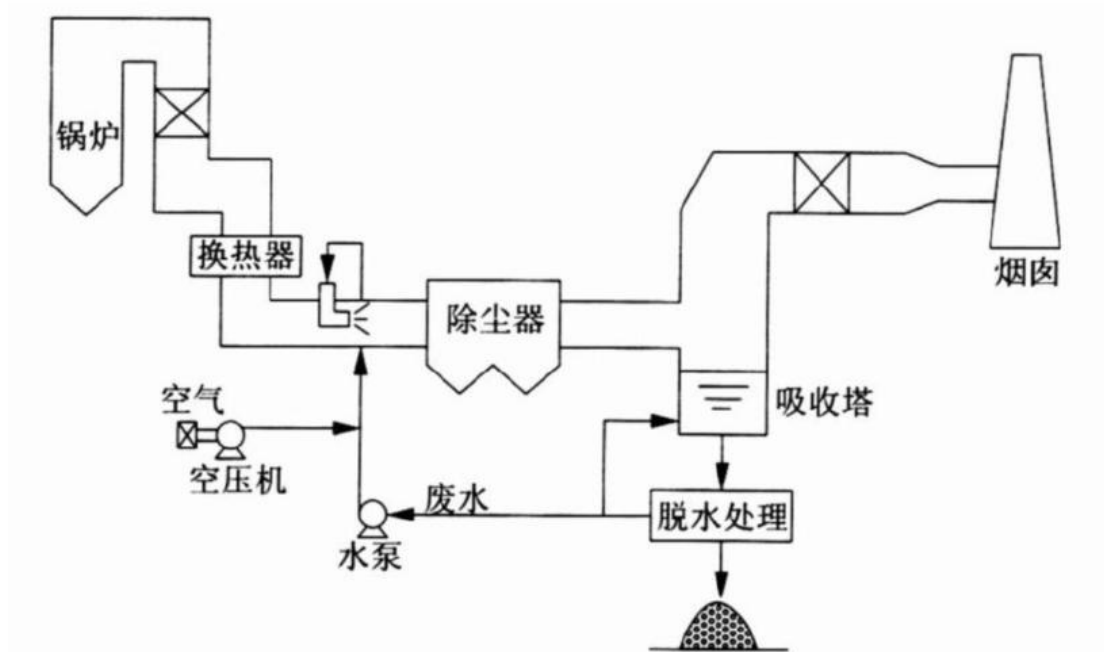 锅炉
换热器
除尘器
烟囱
空气
空压机
吸收塔
废水
脱水处理
水泵